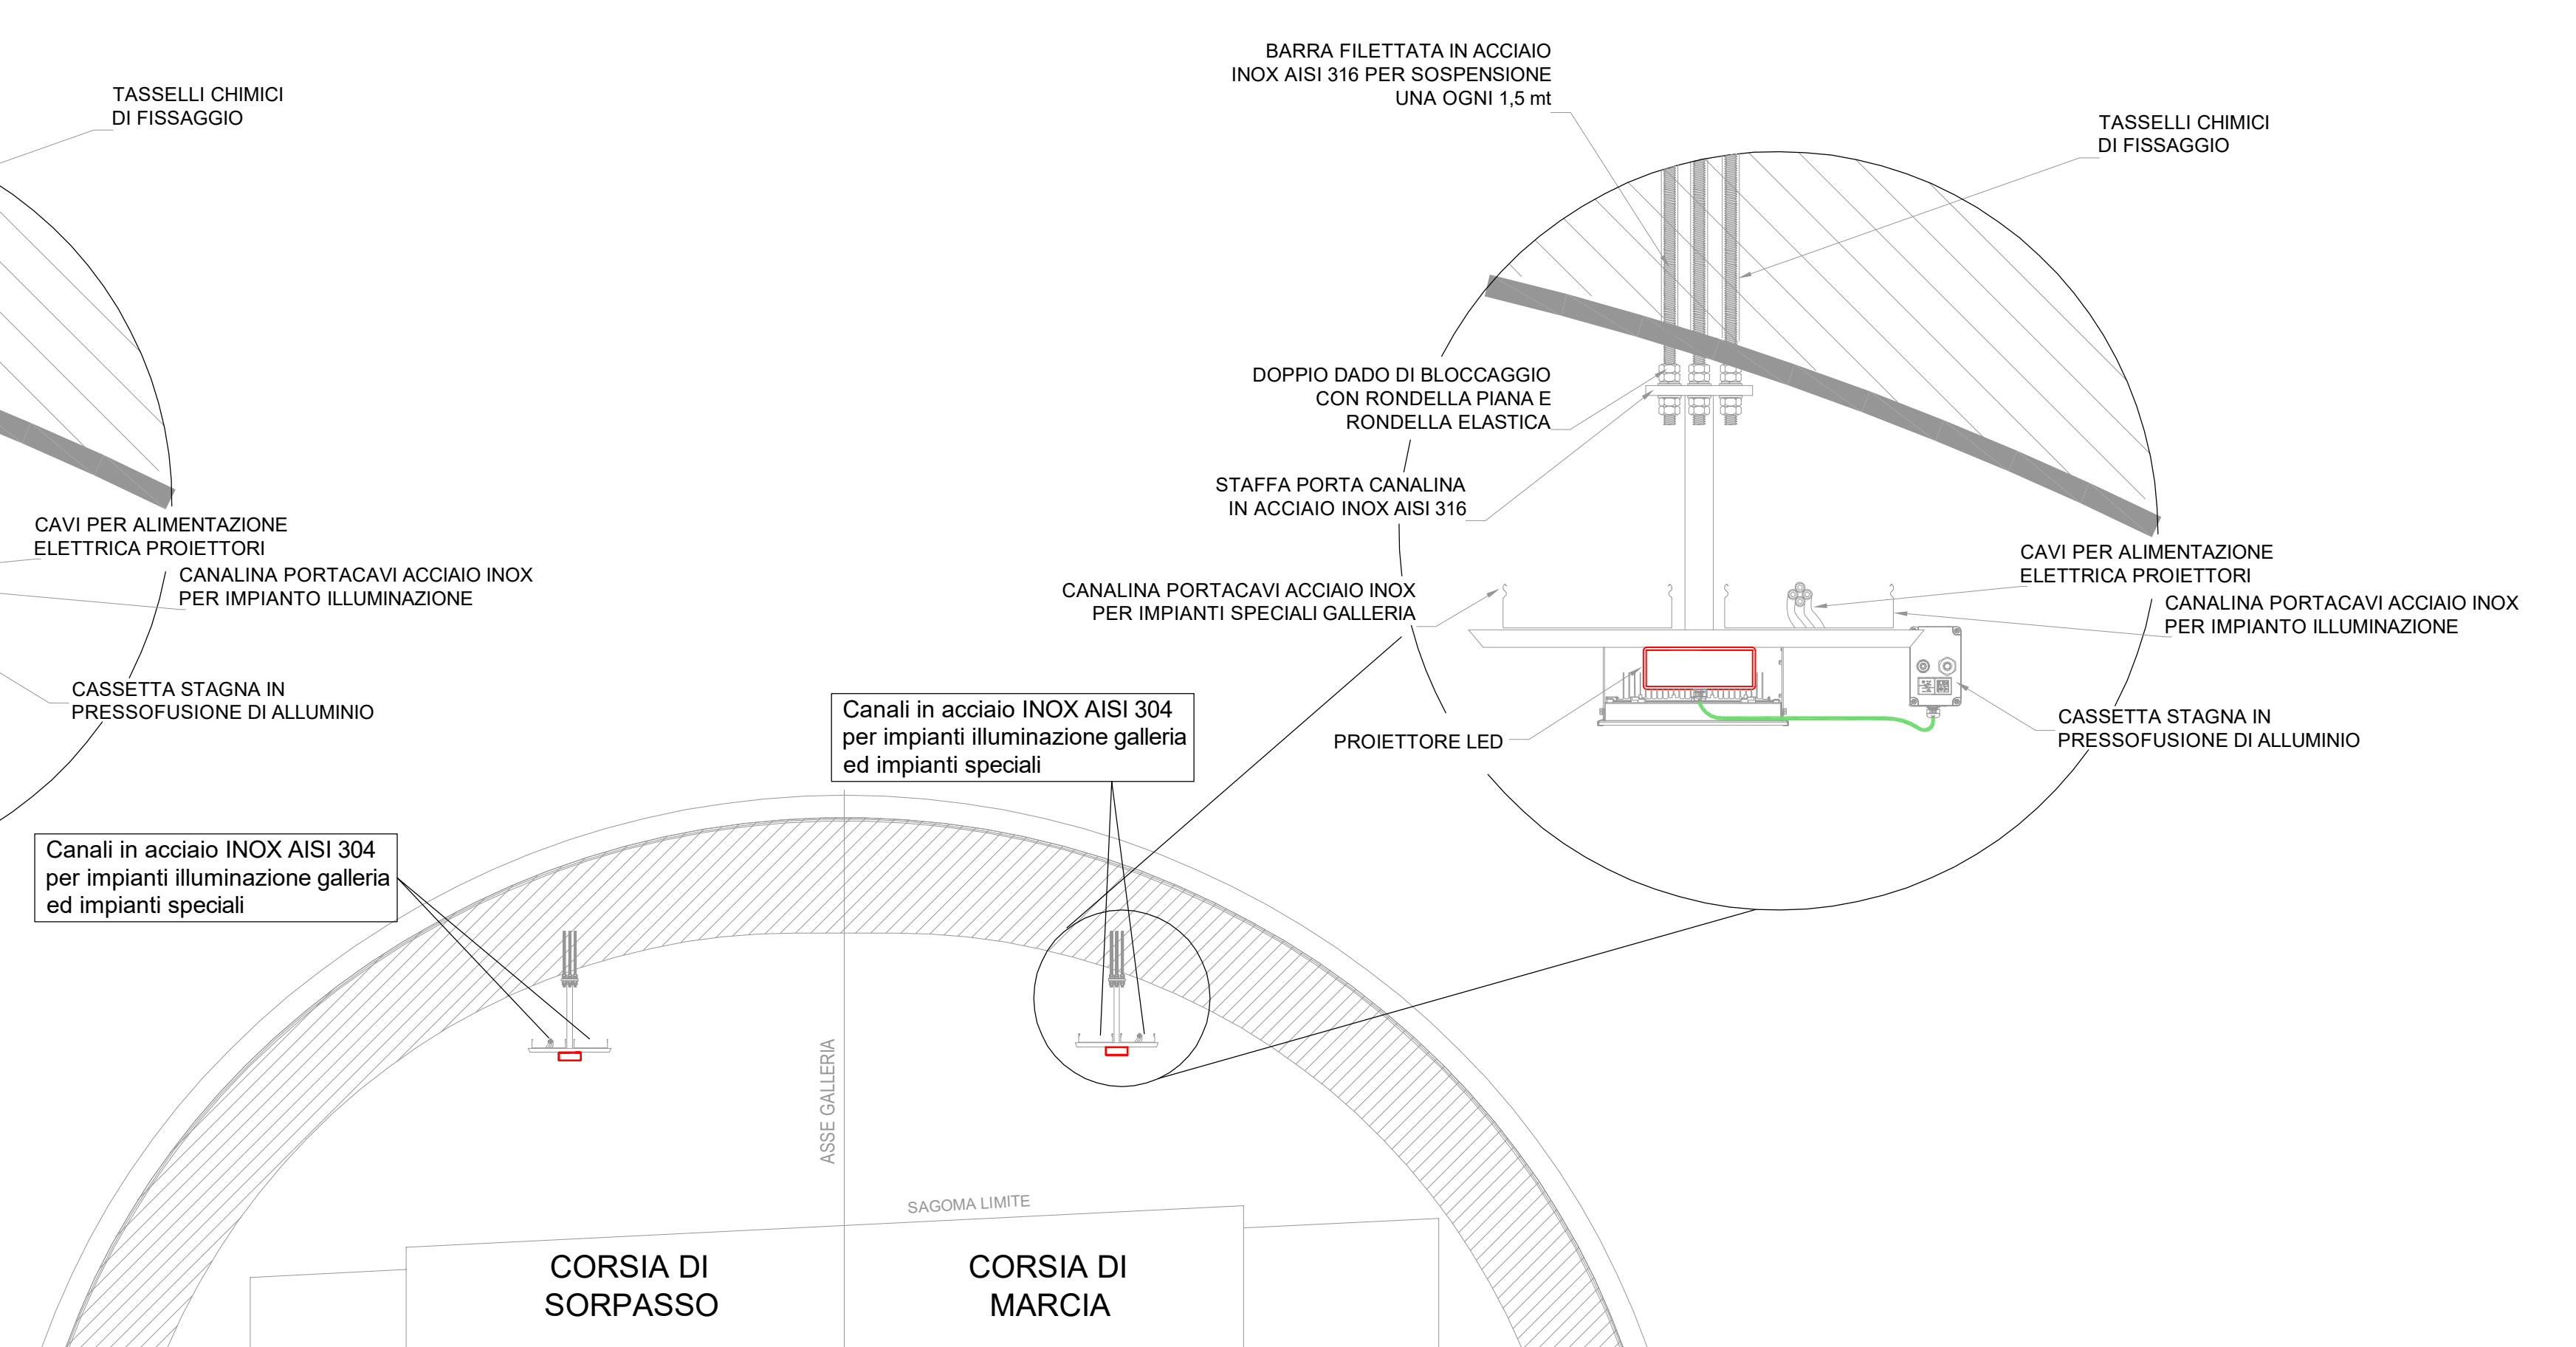 TASSELLI CHIMICI
DI FISSAGGIO
CAVI PER ALIMENTAZIONE
ELETTRICA PROIETTORI
CANALINA PORTACAVI ACCIAIO INOX
PER IMPIANTO ILLUMINAZIONE
CASSETTA STAGNA IN
PRESSOFUSIONE DI ALLUMINIO
BARRA FILETTATA IN ACCIAIO
INOX AISI 316 PER SOSPENSIONE
UNA OGNI 1,5 mt
TASSELLI CHIMICI
DI FISSAGGIO
DOPPIO DADO DI BLOCCAGGIO
CON RONDELLA PIANA E
RONDELLA ELASTICA
STAFFA PORTA CANALINA
IN ACCIAIO INOX AISI 316
CANALINA PORTACAVI ACCIAIO INOX
PER IMPIANTI SPECIALI GALLERIA
CAVI PER ALIMENTAZIONE
ELETTRICA PROIETTORI
CANALINA PORTACAVI ACCIAIO INOX
PER IMPIANTO ILLUMINAZIONE
PROIETTORE LED
CASSETTA STAGNA IN
PRESSOFUSIONE DI ALLUMINIO
Canali in acciaio INOX AISI 304
per impianti illuminazione galleria
ed impianti speciali
Canali in acciaio INOX AISI 304
per impianti illuminazione galleria
ed impianti speciali
ASSE GALLERIA
SAGOMA LIMITE
CORSIA DI
SORPASSO
CORSIA DI
MARCIA